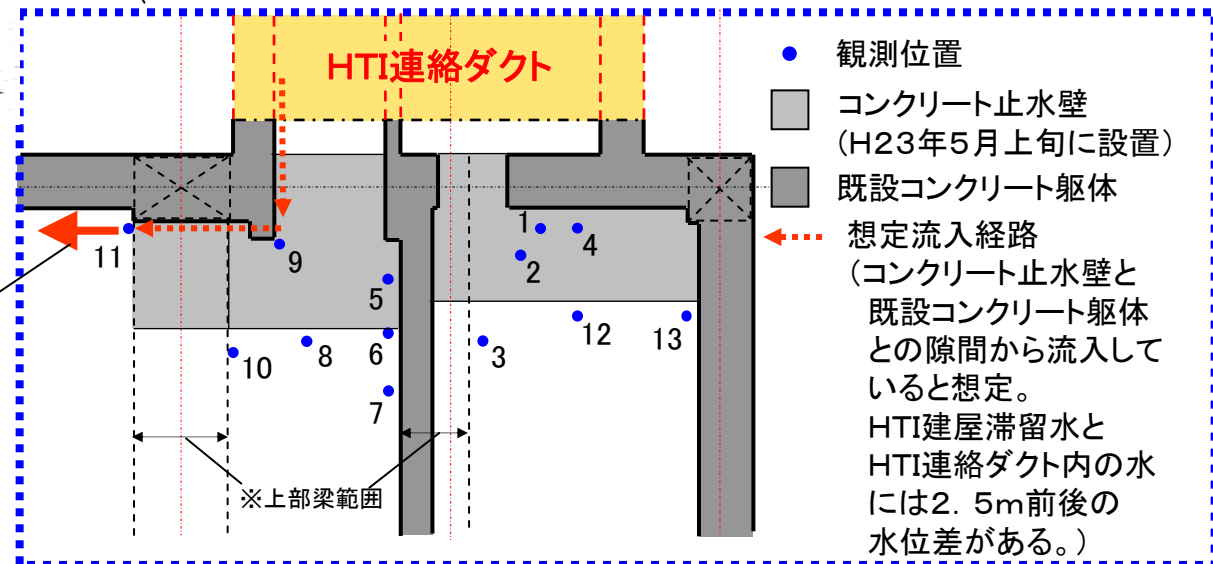 HTI連絡ダクト
観測位置
コンクリート止水壁
(H23年5月上旬に設置)
既設コンクリート躯体
想定流入経路
(コンクリート止水壁と
既設コンクリート躯体
との隙間から流入して
いると想定。
HTI建屋滞留水と
HTI連絡ダクト内の水
には2．5m前後の
水位差がある。)
1
4
11
2
9
5
12
13
6
8
3
10
7
※上部梁範囲